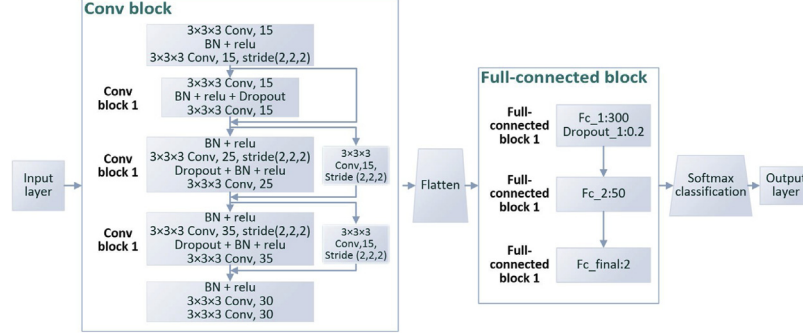 Conv block
3×3×3 Conv, 15
BN + relu
3×3×3 Conv, 15, stride(2,2,2)
Conv
block 1
3×3×3 Conv, 15
BN + relu + Dropout
3×3×3 Conv, 15
Conv
block 1
BN + relu
3×3×3 Conv, 25, stride(2,2,2)
Dropout + BN + relu
3×3×3 Conv, 25
3×3×3
Conv,15,
Stride (2,2,2)
Conv
block 1
BN + relu
3×3×3 Conv, 35, stride(2,2,2)
Dropout + BN + relu
3×3×3 Conv, 35
3×3×3
Conv,15,
Stride (2,2,2)
BN + relu
3×3×3 Conv, 30
3×3×3 Conv, 30
Input
layer
Flatten
Full-connected block
Full-
connected
block 1
Fc_1:300
Dropout_1:0.2
Full-
connected
block 1
Fc_2:50
Full-
connected
block 1
Fc_final:2
Softmax
classification
Output
layer